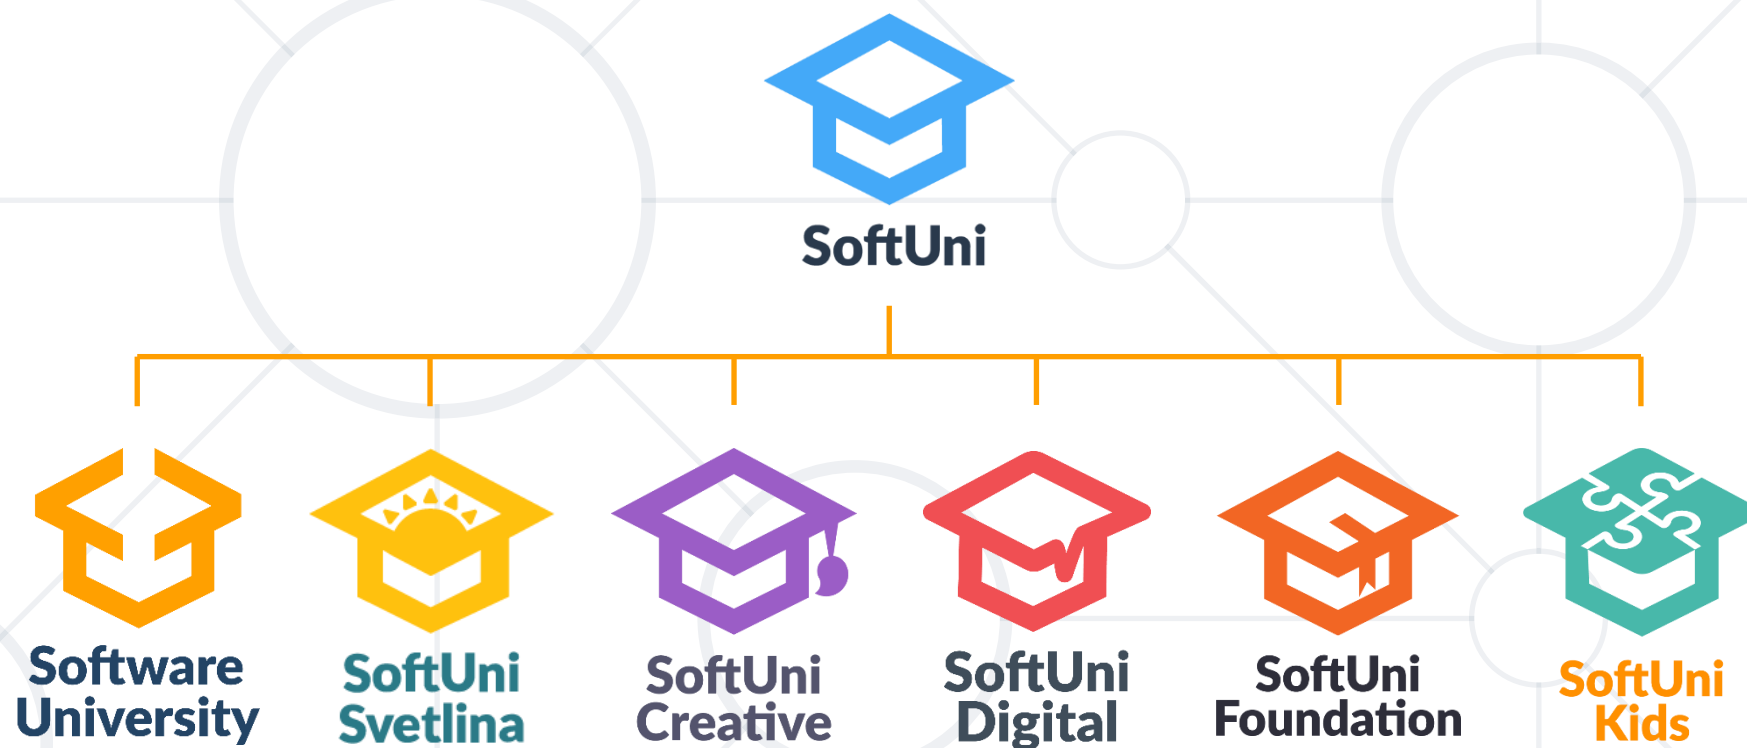 SoftUni
Software
University
SoftUni
Svetlina
SoftUni
Creative
SoftUni
Digital
SoftUni
Foundation
SoftUni
Kids